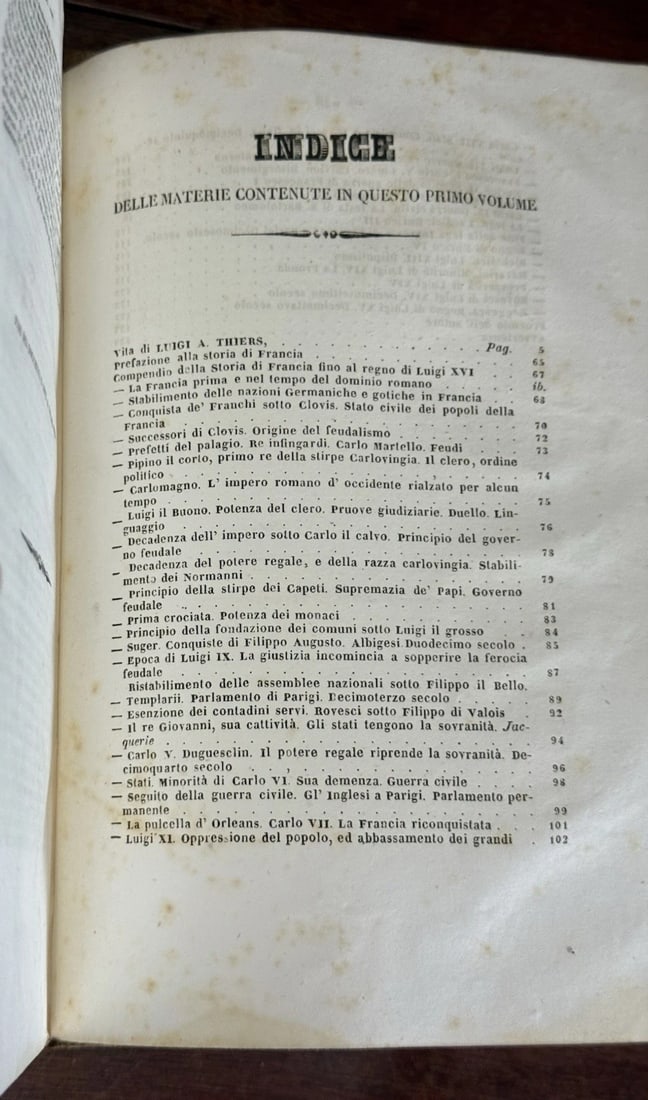 INDICE
DELLE MATERIE CONTENUTE IN QUESTO PRIMO VOLUME
Vita di LUIGI A. THIERS, . . . . . . . . . . . . Pag. 5
Prefazione alla storia di Francia . . . . . . . . . . 65
Compendio della Storia di Francia fino al regno di Luigi XVI . . 67
— La Francia prima e nel tempo del dominio romano . . . . ib.
— Stabilimento delle nazioni Germaniche e gotiche in Francia . . 68
— Conquista de' Franchi sotto Clovis. Stato civile dei popoli della
Francia . . . . . . . . . . . . . . . . 70
— Successori di Clovis. Origine del feudalismo . . . . . . 72
— Prefetti del palagio. Re infingardi. Carlo Martello. Feudi . . . 73
— Pipino il corto, primo re della stirpe Carlovingia. Il clero, ordine
politico . . . . . . . . . . . . . . . . 74
— Carlomagno. L' impero romano d' occidente rialzato per alcun
tempo . . . . . . . . . . . . . . . . 75
— Luigi il Buono. Potenza del clero. Pruove giudiziarie. Duello. Lin-
guaggio . . . . . . . . . . . . . . . . 76
— Decadenza dell' impero sotto Carlo il calvo. Principio del gover-
no feudale . . . . . . . . . . . . . . . 78
— Decadenza del potere regale, e della razza carlovingia. Stabili-
mento dei Normanni . . . . . . . . . . . . . 79
— Principio della stirpe dei Capeti. Supremazia de' Papi. Governo
feudale . . . . . . . . . . . . . . . . 81
— Prima crociata. Potenza dei monaci . . . . . . . . 83
— Principio della fondazione dei comuni sotto Luigi il grosso . . 84
— Suger. Conquiste di Filippo Augusto. Albigesi Duodecimo secolo . 85
— Epoca di Luigi IX. La giustizia incomincia a sopperire la ferocia
feudale . . . . . . . . . . . . . . . . 87
Ristabilimento delle assemblee nazionali sotto Filippo il Bello.
— Templarii. Parlamento di Parigi. Decimoterzo secolo . . . . 89
— Esenzione dei contadini servi. Rovesci sotto Filippo di Valois . 92
— Il re Giovanni, sua cattività. Gli stati tengono la sovranità. Jac-
querie . . . . . . . . . . . . . . . . 94
— Carlo V. Duguesclin. Il potere regale riprende la sovranità. De-
cimoquarto secolo . . . . . . . . . . . . . 96
— Stati. Minorità di Carlo VI. Sua demenza. Guerra civile . . . . 98
— Seguito della guerra civile. Gl' Inglesi a Parigi. Parlamento per-
manente . . . . . . . . . . . . . . . . 99
— La pulcella d' Orleans. Carlo VII. La Francia riconquistata . . . 101
— Luigi XI. Oppressione del popolo, ed abbassamento dei grandi . 102